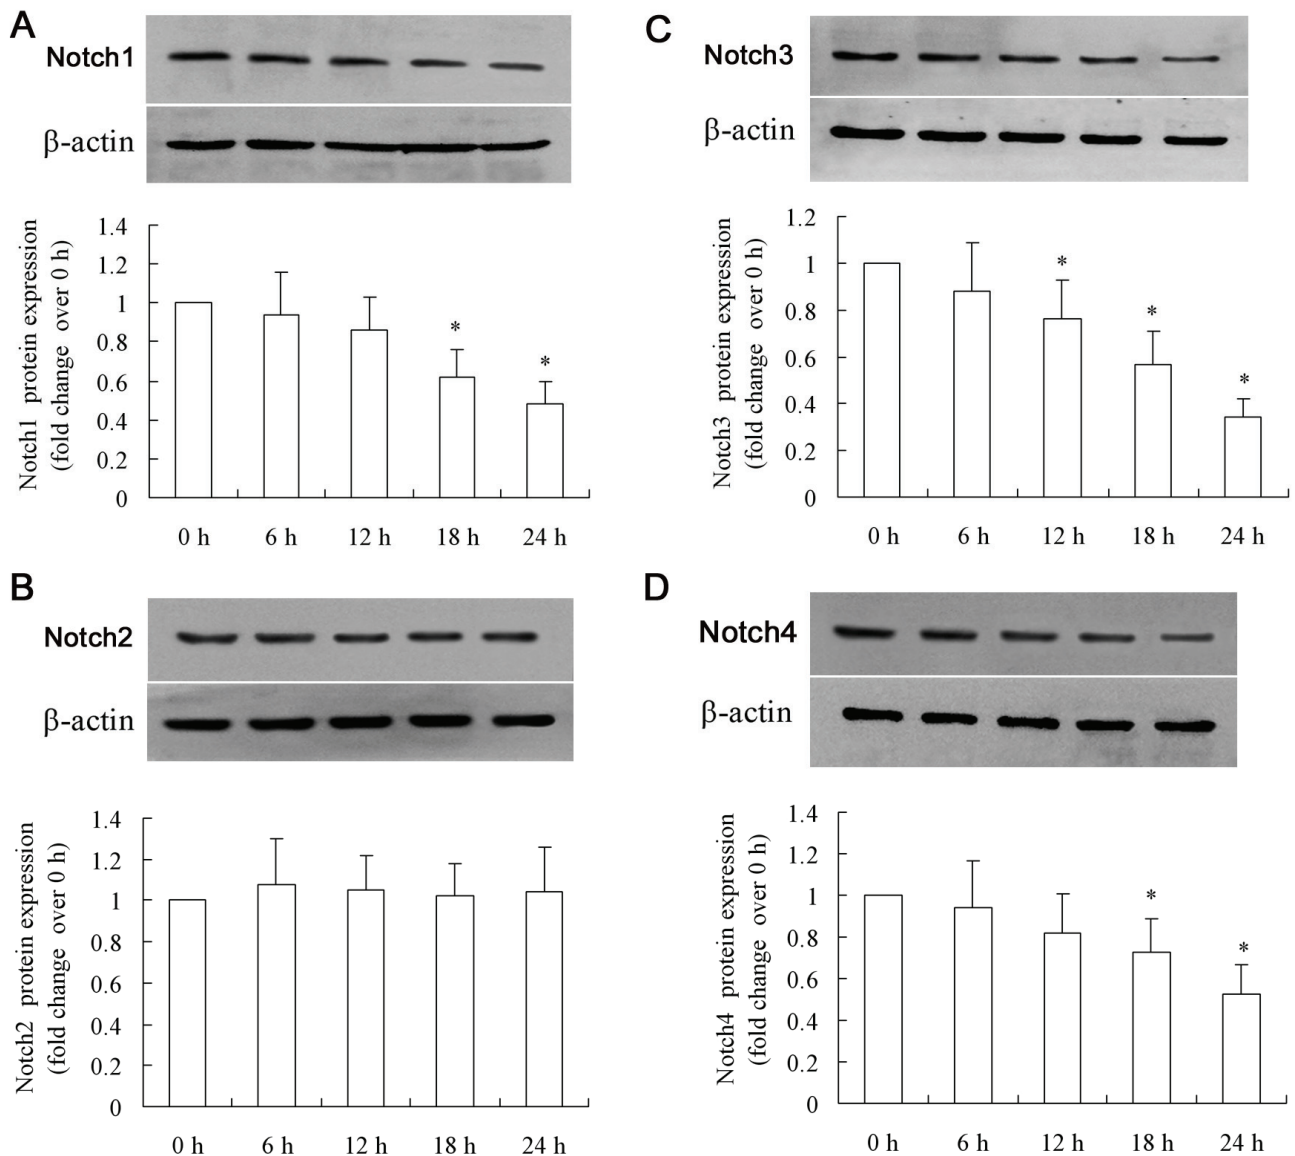 A
Notch1
β-actin
Notch1 protein expression
(fold change over 0 h)
1.4
1.2
1
0.8
0.6
0.4
0.2
0
*
*
0 h 6 h 12 h 18 h 24 h
B
Notch2
β-actin
Notch2 protein expression
(fold change over 0 h)
1.4
1.2
1
0.8
0.6
0.4
0.2
0
0 h 6 h 12 h 18 h 24 h
C
Notch3
β-actin
Notch3 protein expression
(fold change over 0 h)
1.2
1
0.8
0.6
0.4
0.2
0
*
*
*
0 h 6 h 12 h 18 h 24 h
D
Notch4
β-actin
Notch4 protein expression
(fold change over 0 h)
1.4
1.2
1
0.8
0.6
0.4
0.2
0
*
*
0 h 6 h 12 h 18 h 24 h